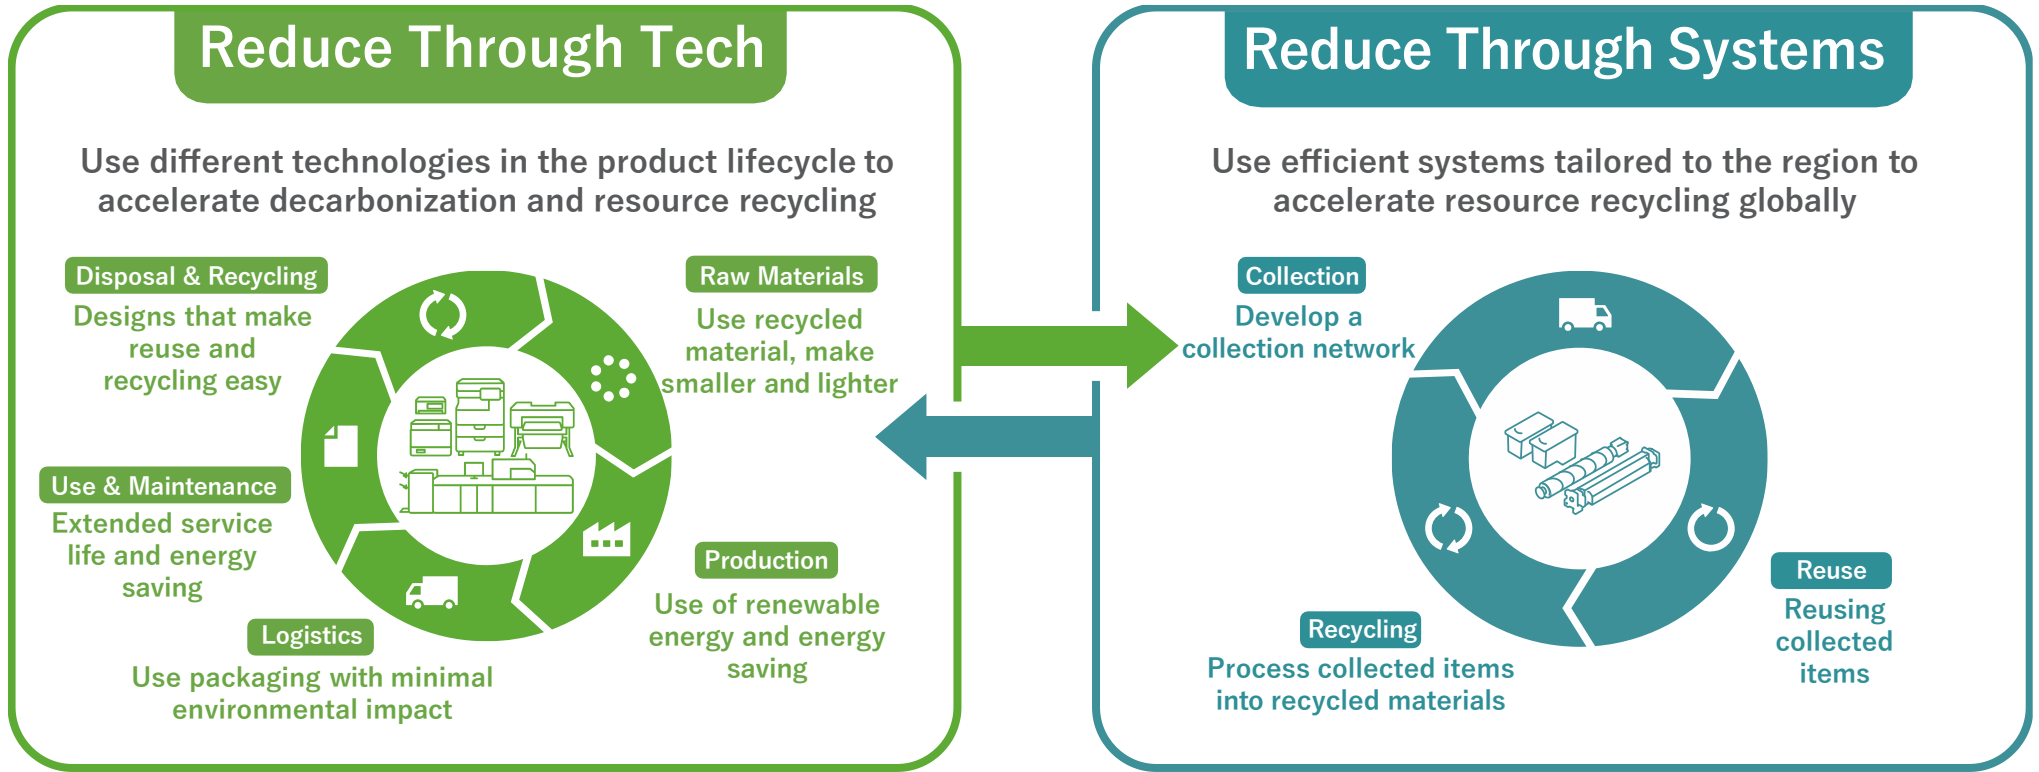 Reduce Through Tech
Use different technologies in the product lifecycle to
accelerate decarbonization and resource recycling
Disposal & Recycling
Designs that make
reuse and
recycling easy
Raw Materials
Use recycled
material, make
smaller and lighter
Use & Maintenance
Extended service
life and energy
saving
Production
Use of renewable
energy and energy
saving
Logistics
Use packaging with minimal
environmental impact
Reduce Through Systems
Use efficient systems tailored to the region to
accelerate resource recycling globally
Collection
Develop a
collection network
Reuse
Reusing
collected
items
Recycling
Process collected items
into recycled materials